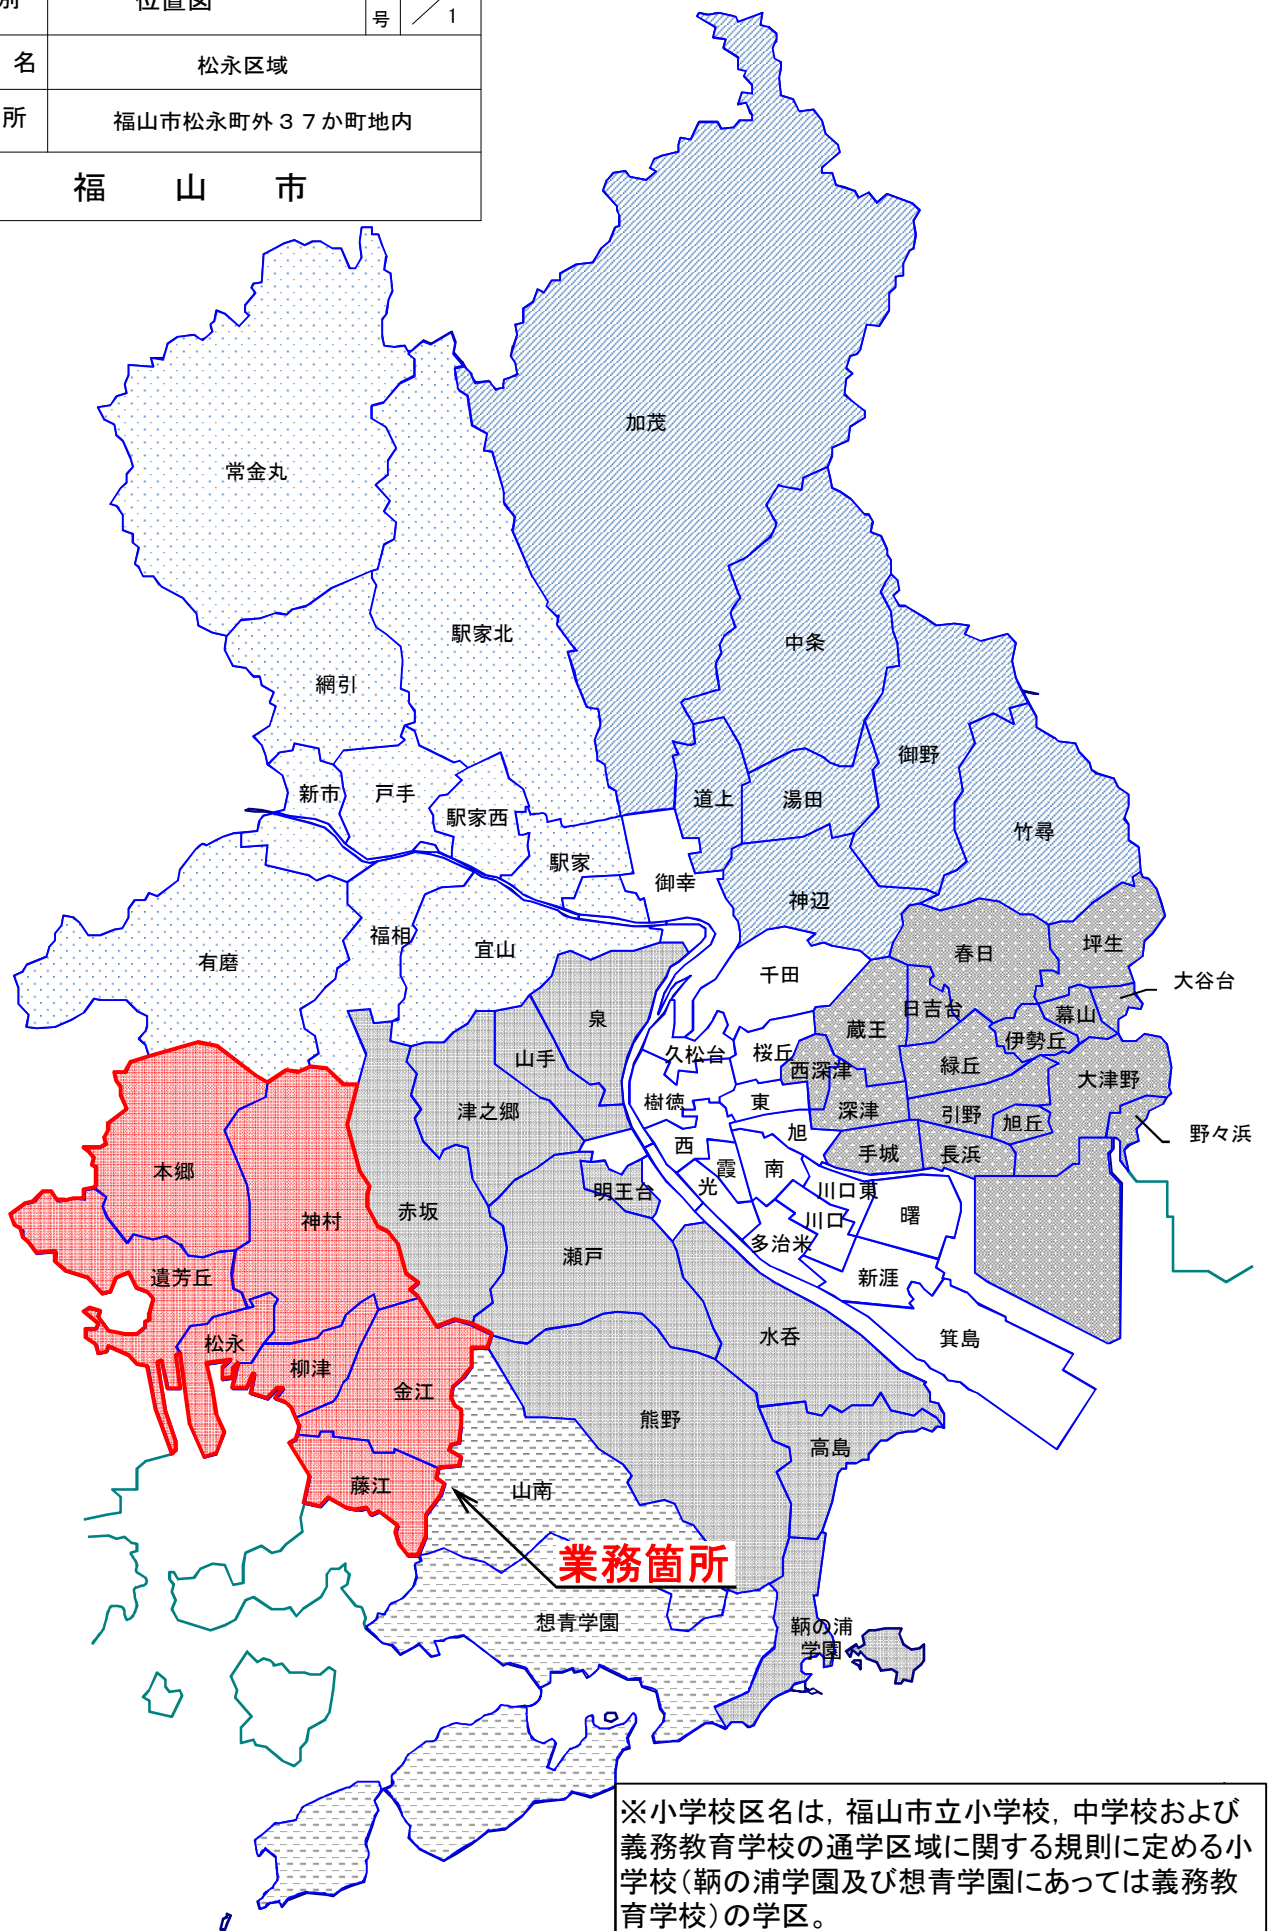 別 位置図 号 ／1
名 松永区域
所 福山市松永町外３７か町地内
福 山 市
加茂
常金丸
駅家北
中条
網引
御野
新市
戸手
駅家西
道上
湯田
竹尋
駅家
御幸
神辺
福相
宜山
有磨
春日
坪生
千田
大谷台
泉
蔵王
日吉台
幕山
伊勢丘
山手
久松台
桜丘
西深津
緑丘
大津野
津之郷
樹徳
東
深津
引野
旭丘
野々浜
旭
西
手城
長浜
本郷
霞
南
明王台
光
川口東
赤坂
神村
川口
曙
多治米
瀬戸
遺芳丘
新涯
松永
水呑
箕島
柳津
金江
熊野
高島
藤江
山南
業務箇所
想青学園
鞆の浦
学園
※小学校区名は，福山市立小学校，中学校および
義務教育学校の通学区域に関する規則に定める小
学校（鞆の浦学園及び想青学園にあっては義務教
育学校）の学区。